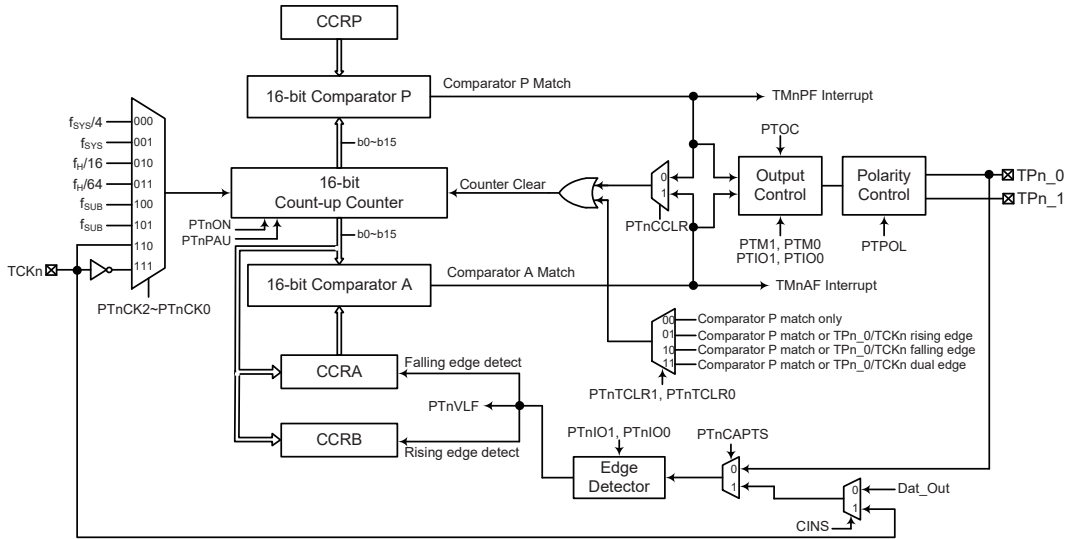 CCRP
16-bit Comparator P
Comparator P Match
TMnPF Interrupt
fSYS/4
000
fSYS
001
fH/16
010
fH/64
011
fSUB
100
fSUB
101
110
111
TCKn
PTnCK2~PTnCK0
b0~b15
16-bit
Count-up Counter
PTnON
PTnPAU
b0~b15
Counter Clear
0
1
PTnCCLR
PTOC
Output
Control
PTM1, PTM0
PTIO1, PTIO0
Polarity
Control
PTPOL
TPn_0
TPn_1
16-bit Comparator A
Comparator A Match
TMnAF Interrupt
00
Comparator P match only
01
Comparator P match or TPn_0/TCKn rising edge
10
Comparator P match or TPn_0/TCKn falling edge
11
Comparator P match or TPn_0/TCKn dual edge
PTnTCLR1, PTnTCLR0
CCRA
Falling edge detect
PTnVLF
CCRB
Rising edge detect
PTnIO1, PTnIO0
Edge
Detector
PTnCAPTS
0
1
0
1
Dat_Out
CINS